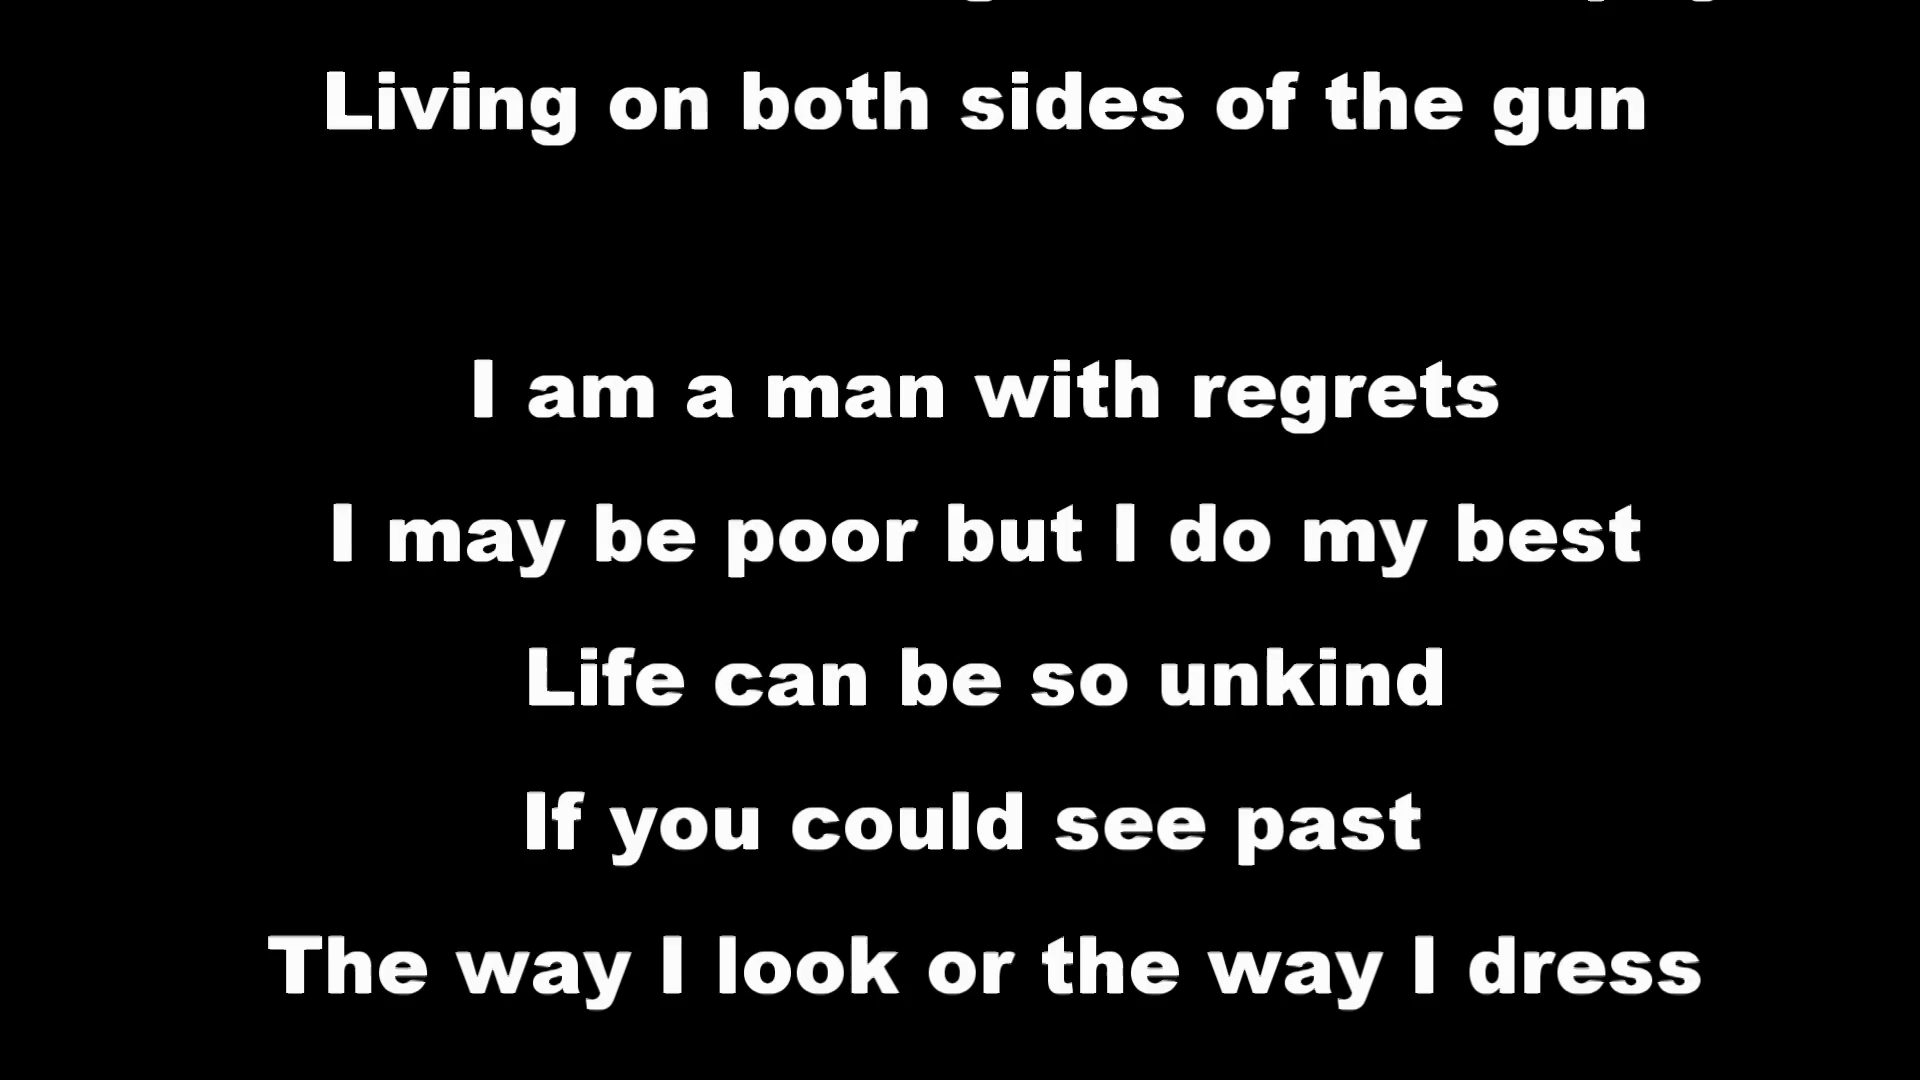 Living on both sides of the gun
I am a man with regrets
I may be poor but I do my best
Life can be so unkind
If you could see past
The way I look or the way I dress